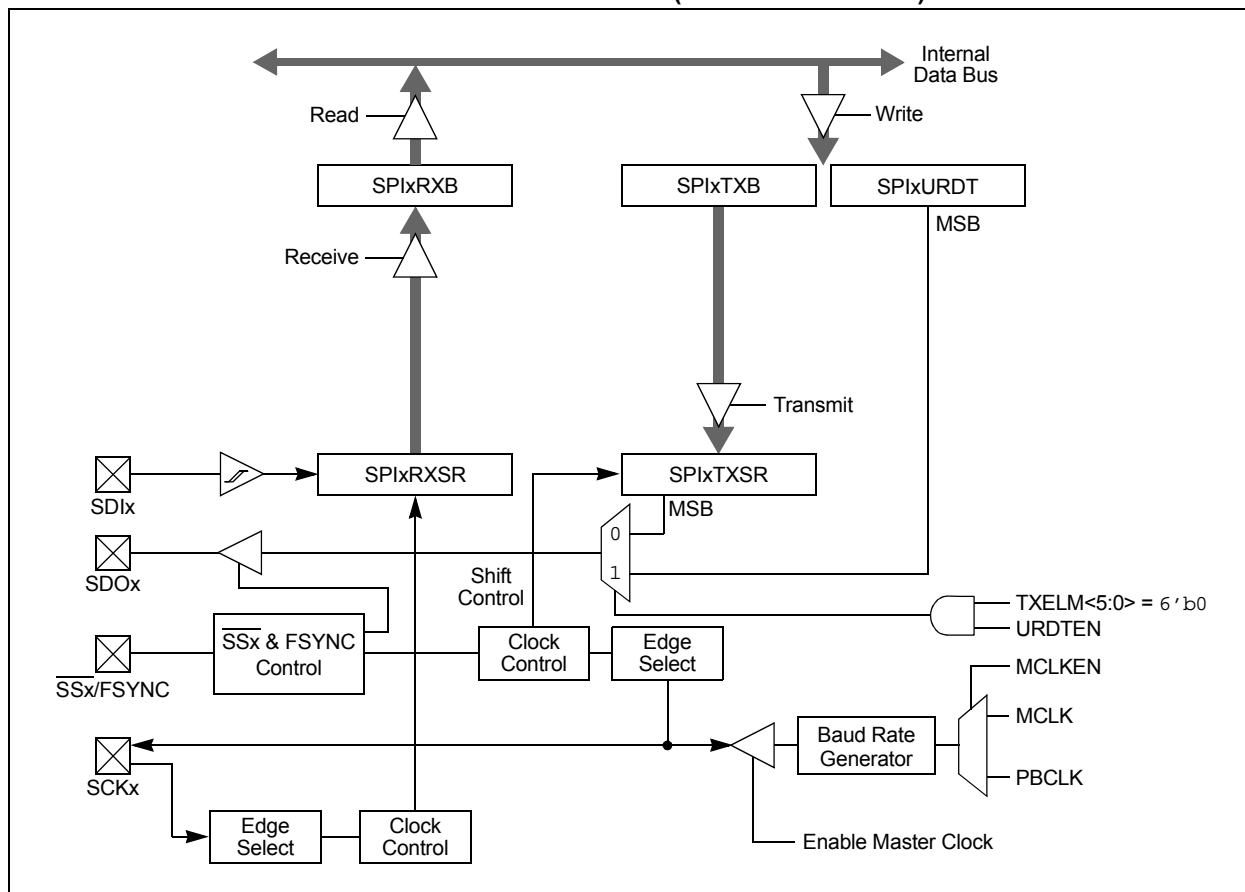 Internal
Data Bus
Read
Write
SPIxRXB
SPIxTXB
SPIxURDT
MSB
Receive
Transmit
SPIxRXSR
SPIxTXSR
SDIx
MSB
0
SDOx
1
Shift
Control
TXELM<5:0> = 6'b0
URDTEN
SSx & FSYNC
Control
Clock
Control
Edge
Select
SSx/FSYNC
MCLKEN
MCLK
Baud Rate
Generator
PBCLK
SCKx
Edge
Select
Clock
Control
Enable Master Clock